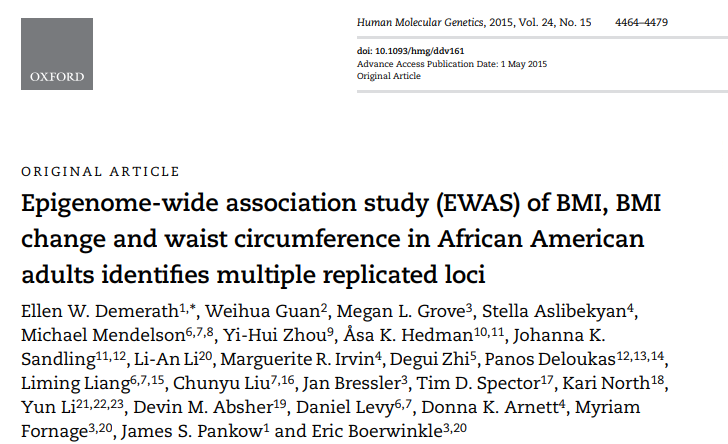 OXFORD
Human Molecular Genetics, 2015, Vol. 24, No. 15 4464–4479
doi: 10.1093/hmg/ddv161
Advance Access Publication Date: 1 May 2015
Original Article
ORIGINAL ARTICLE
Epigenome-wide association study (EWAS) of BMI, BMI
change and waist circumference in African American
adults identifies multiple replicated loci
Ellen W. Demerath1,*, Weihua Guan2, Megan L. Grove3, Stella Aslibekyan4,
Michael Mendelson6,7,8, Yi-Hui Zhou9, Åsa K. Hedman10,11, Johanna K.
Sandling11,12, Li-An Li20, Marguerite R. Irvin4, Degui Zhi5, Panos Deloukas12,13,14,
Liming Liang6,7,15, Chunyu Liu7,16, Jan Bressler3, Tim D. Spector17, Kari North18,
Yun Li21,22,23, Devin M. Absher19, Daniel Levy6,7, Donna K. Arnett4, Myriam
Fornage3,20, James S. Pankow1 and Eric Boerwinkle3,20